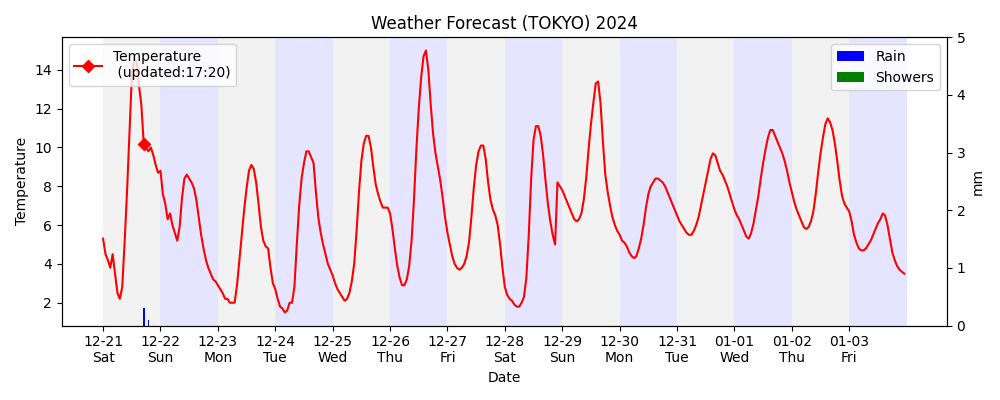 Weather Forecast (TOKYO) 2024
Temperature
(updated:17:20)
Rain
Showers
Temperature
14
12
10
8
6
4
2
5
4
3
2
1
0
mm
12-21 12-22 12-23 12-24 12-25 12-26 12-27 12-28 12-29 12-30 12-31 01-01 01-02 01-03
Sat Sun Mon Tue Wed Thu Fri Sat Sun Mon Tue Wed Thu Fri
Date